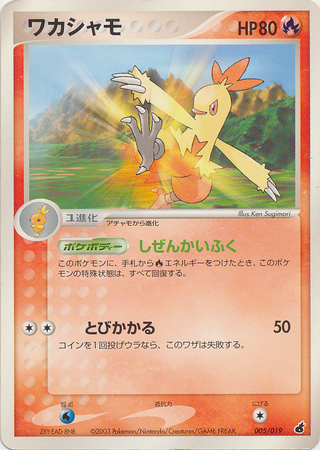 ワカシャモ HP80
Illus. Ken Sugimori
1進化 アチャモから進化
ポケボディー しぜんかいふく
このポケモンに、手札からエネルギーをつけたとき、このポケ
モンの特殊状態は、すべて回復する。
とびかかる 50
コインを1回投げウラなら、このワザは失敗する。
弱点 抵抗力 にげる
©2003 Pokémon/Nintendo/Creatures/GAME FREAK.
005/019